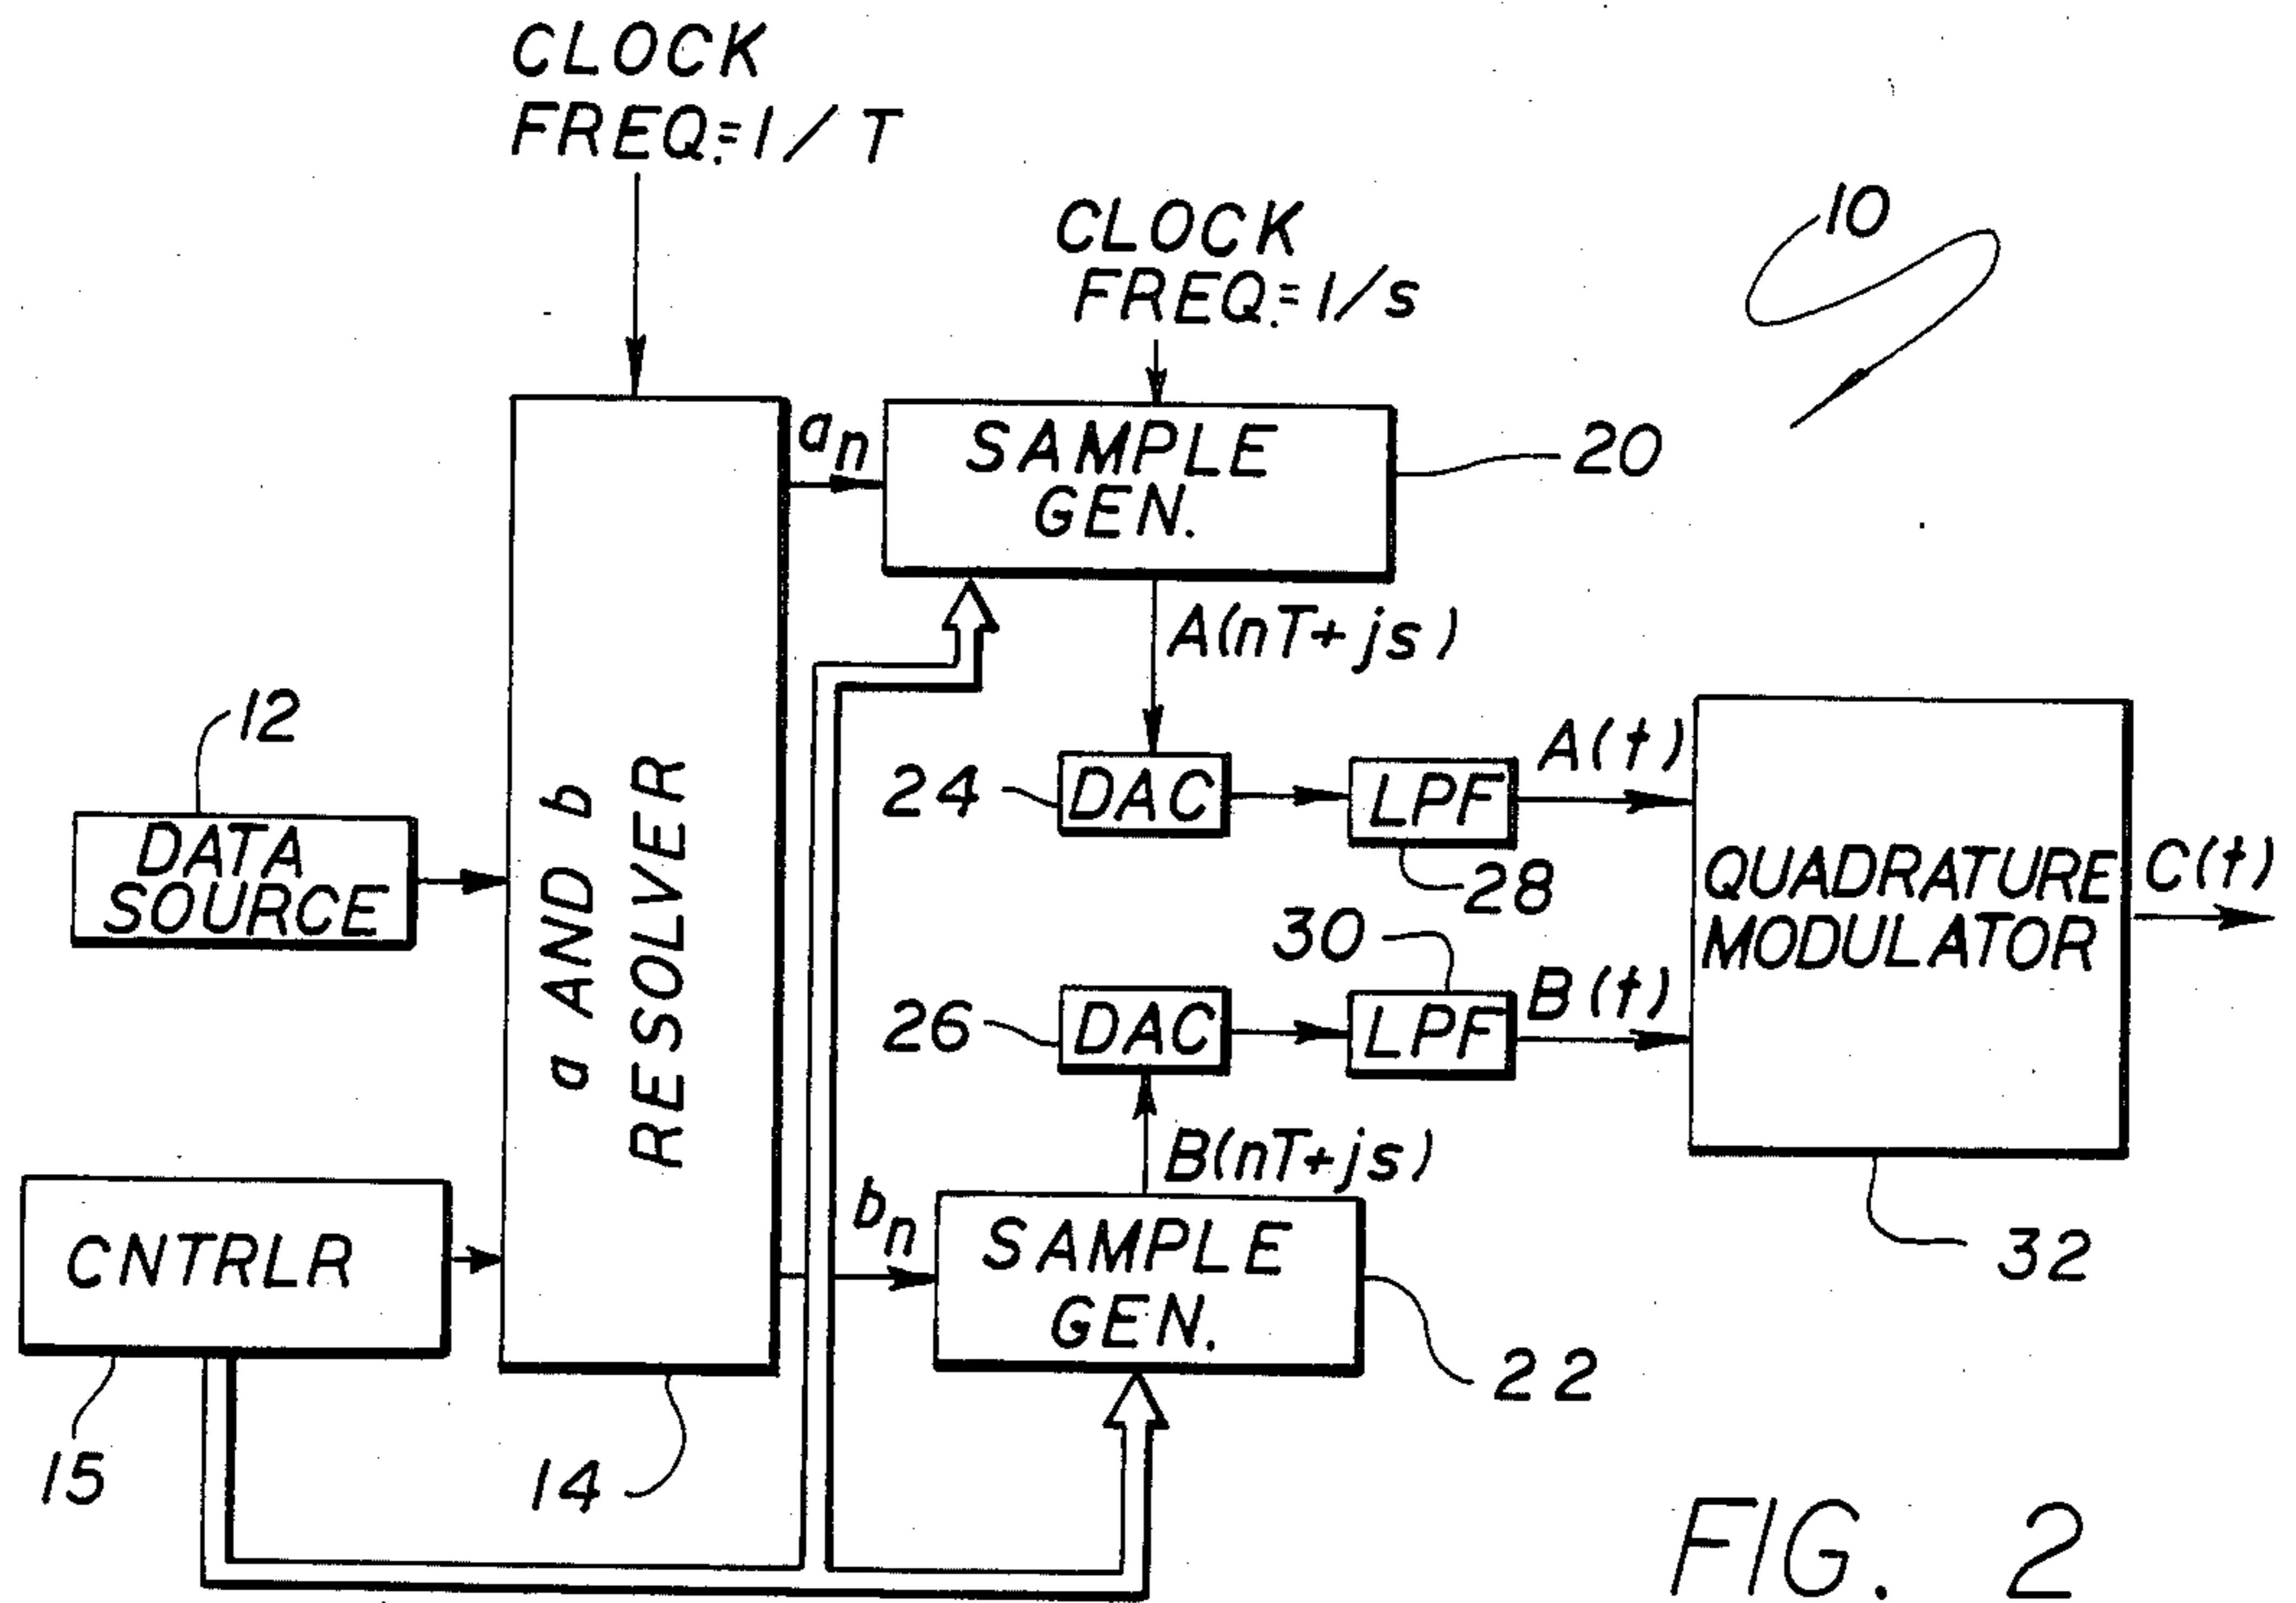 CLOCK
FREQ.=1/T
CLOCK
FREQ.=1/s
10
an
SAMPLE
GEN.
20
A(nT+js)
12
DATA
SOURCE
a AND b
RESOLVER
24
DAC
LPF
A(t)
28
QUADRATURE
MODULATOR
C(t)
30
26
DAC
LPF
B(t)
B(nT+js)
bn
SAMPLE
GEN.
32
CNTRLR
22
15
14
FIG. 2